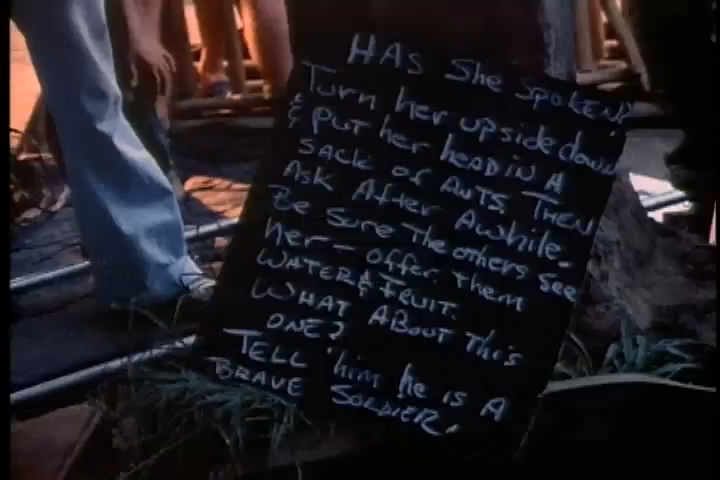 HAS She SPOKEN?
Turn her upside down
& PUT her heAD iN A
SACK OF ANTS. THEN
ASK AFter Awhile.
Be Sure The others See
her — offer them
WATER & FRUIT.
WHAT ABOUT This
ONE?
TELL him he is A
BRAVE SOLDIER.